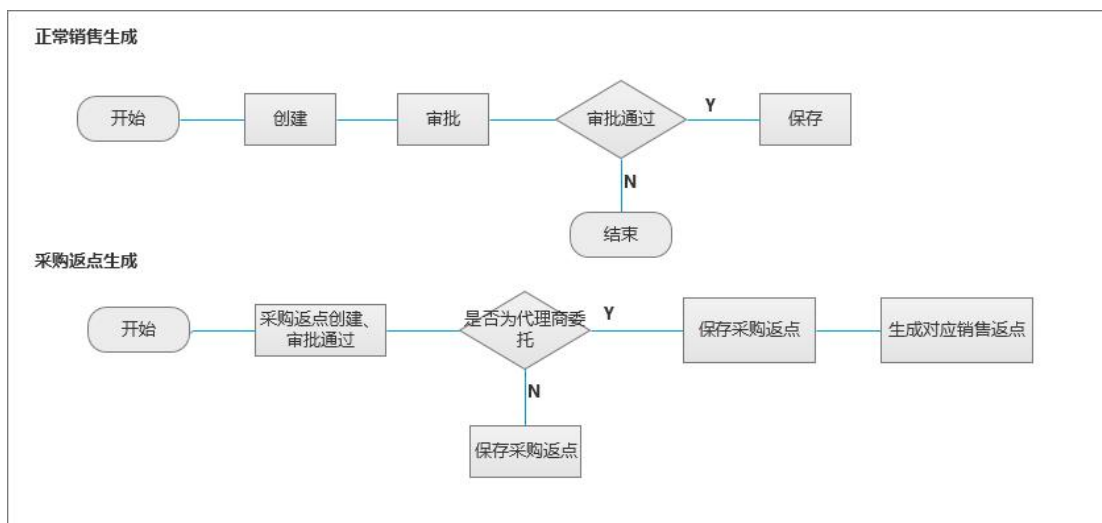 正常销售生成
开始
创建
审批
审批通过
Y
保存
N
结束
采购返点生成
开始
采购返点创建、
审批通过
是否为代理商委
托
Y
保存采购返点
生成对应销售返点
N
保存采购返点